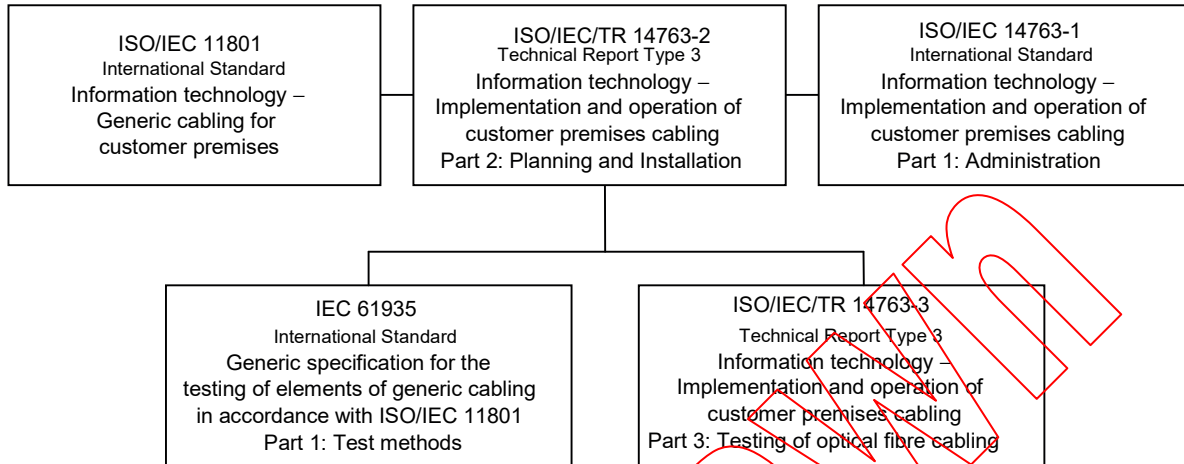 ISO/IEC 11801
International Standard
Information technology –
Generic cabling for
customer premises
ISO/IEC/TR 14763-2
Technical Report Type 3
Information technology –
Implementation and operation of
customer premises cabling
Part 2: Planning and Installation
ISO/IEC 14763-1
International Standard
Information technology –
Implementation and operation of
customer premises cabling
Part 1: Administration
IEC 61935
International Standard
Generic specification for the
testing of elements of generic cabling
in accordance with ISO/IEC 11801
Part 1: Test methods
ISO/IEC/TR 14763-3
Technical Report Type 3
Information technology –
Implementation and operation of
customer premises cabling
Part 3: Testing of optical fibre cabling